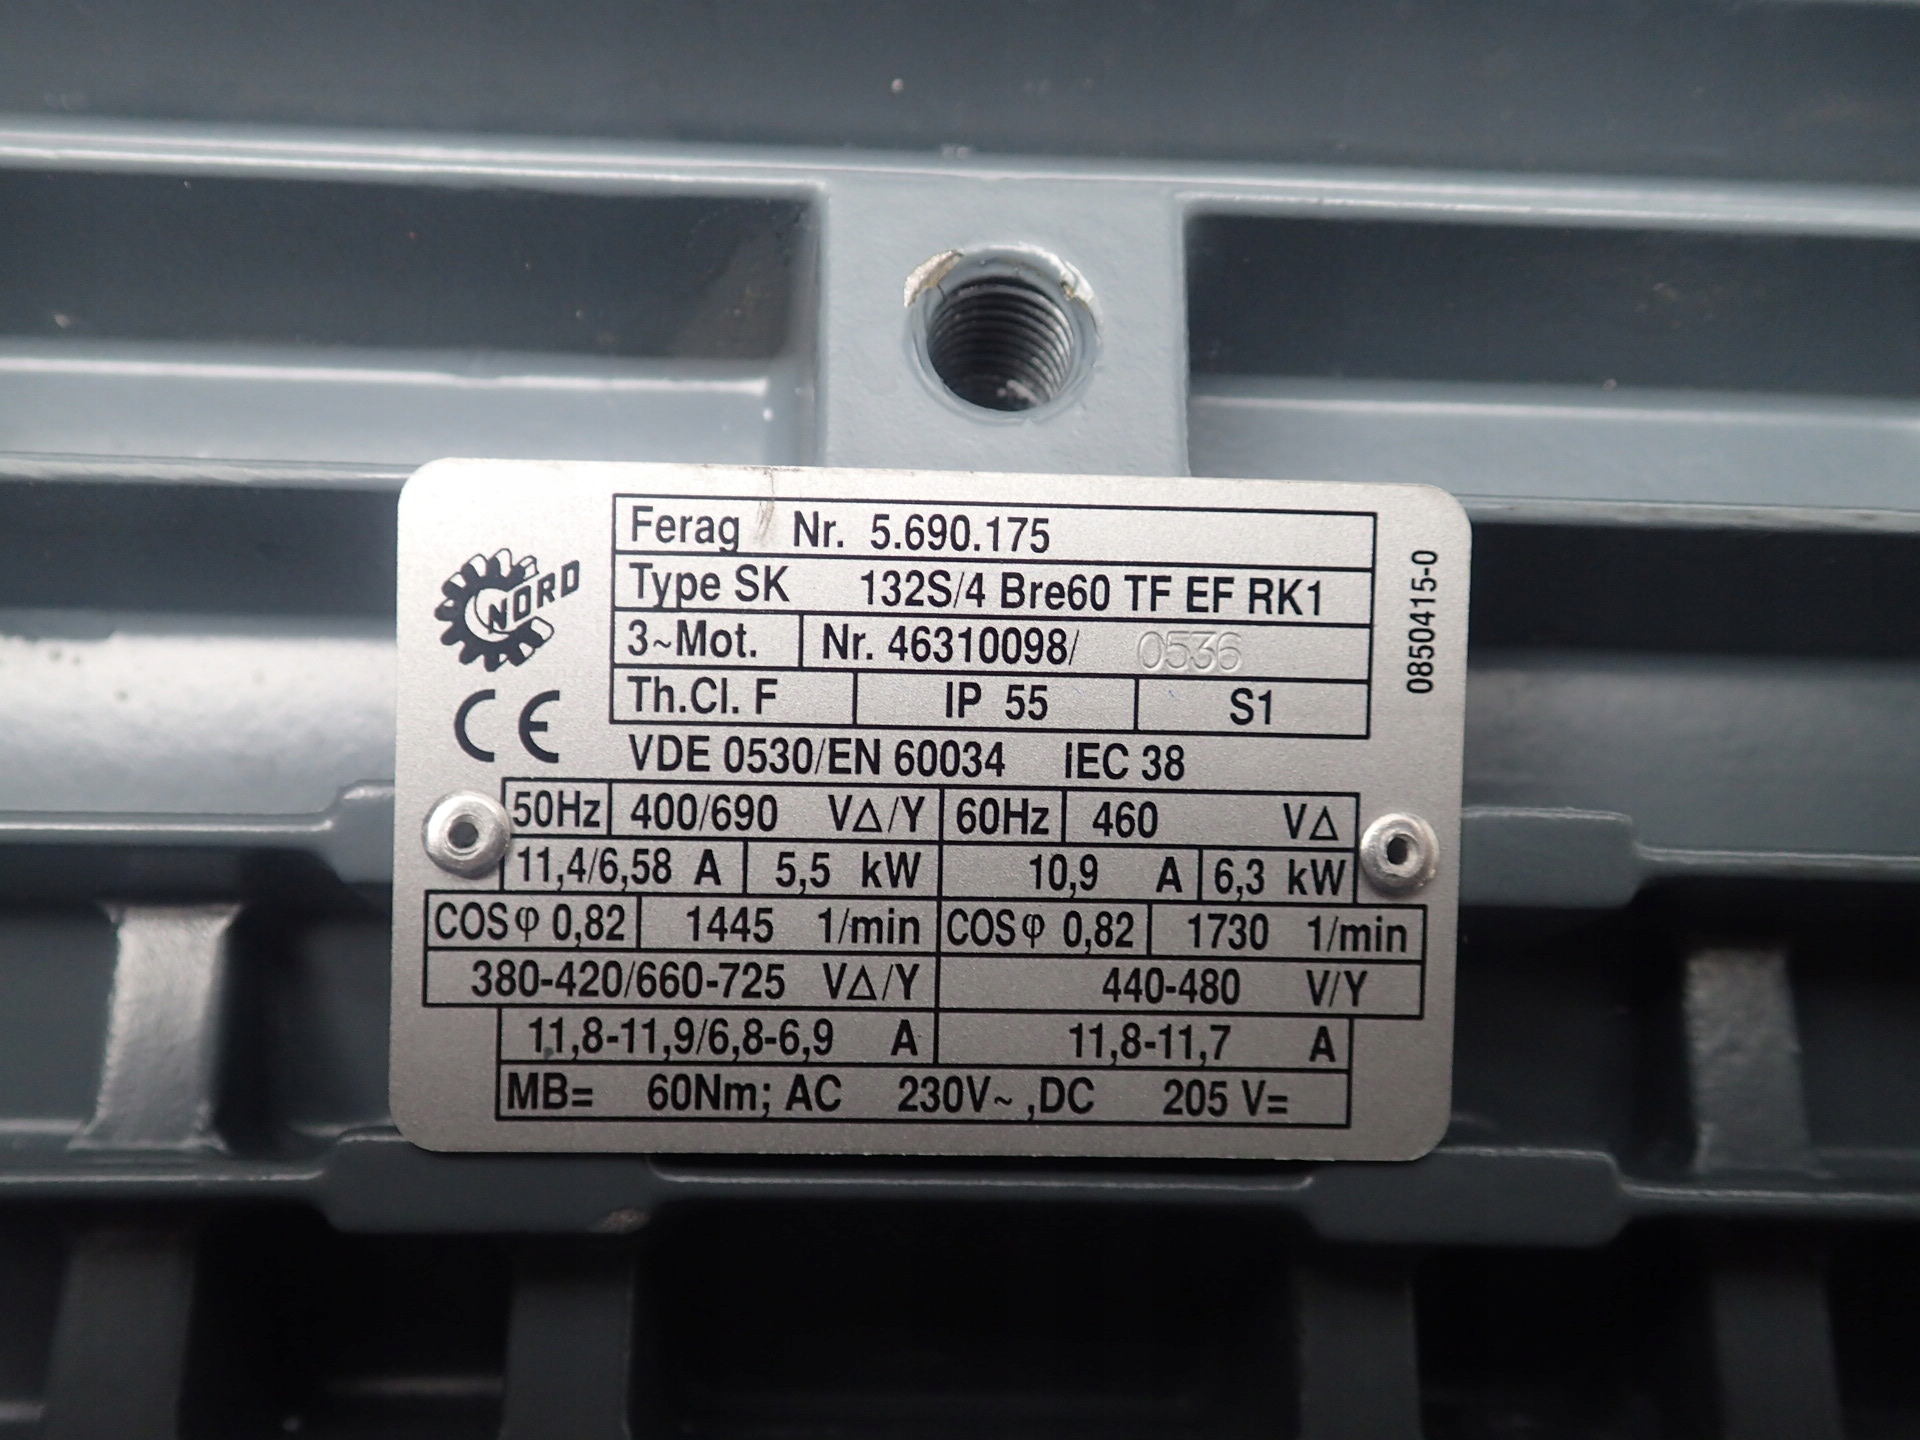 Ferag Nr. 5.690.175
Type SK 132S/4 Bre60 TF EF RK1
3~Mot. Nr. 46310098/ 0536
Th.Cl. F IP 55 S1
VDE 0530/EN 60034 IEC 38
50Hz 400/690 V△/Y 60Hz 460 V△
11,4/6,58 A 5,5 kW 10,9 A 6,3 kW
COSφ 0,82 1445 1/min COSφ 0,82 1730 1/min
380-420/660-725 V△/Y 440-480 V/Y
11,8-11,9/6,8-6,9 A 11,8-11,7 A
MB= 60Nm; AC 230V~ ,DC 205 V=
NORD
CE
0850415-0